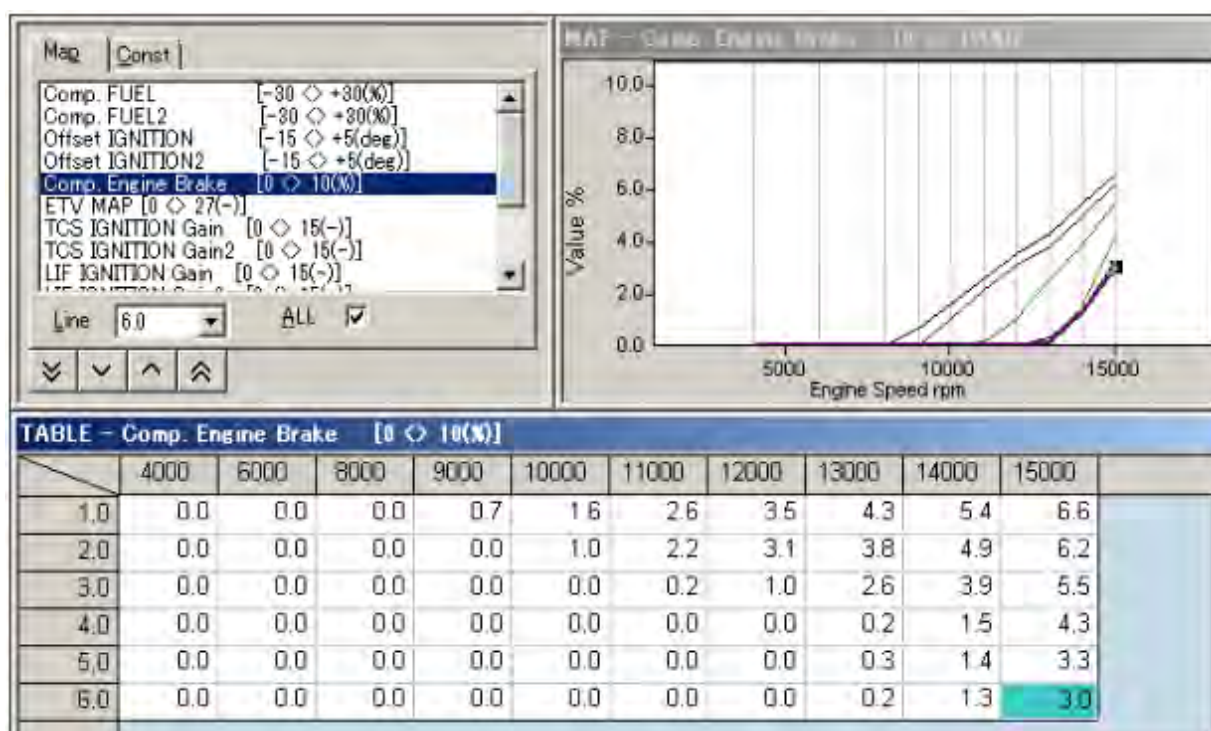 Map Const
Comp. FUEL [-30 <> +30(%)]
Comp. FUEL2 [-30 <> +30(%)]
Offset IGNITION [-15 <> +5(deg)]
Offset IGNITION2 [-15 <> +5(deg)]
Comp. Engine Brake [0 <> 10(%)]
ETV MAP [0 <> 27(-)]
TCS IGNITION Gain [0 <> 15(-)]
TCS IGNITION Gain2 [0 <> 15(-)]
LIF IGNITION Gain [0 <> 15(-)]
Line 6.0 ALL
MAP - Comp. Engine Brake [0 <> 10(%)]
10.0
8.0
6.0
4.0
2.0
0.0
Value %
5000 10000 15000
Engine Speed rpm
TABLE - Comp. Engine Brake [0 <> 10(%)]
4000 6000 8000 9000 10000 11000 12000 13000 14000 15000
1.0 0.0 0.0 0.0 0.7 1.6 2.6 3.5 4.3 5.4 6.6
2.0 0.0 0.0 0.0 0.0 1.0 2.2 3.1 3.8 4.9 6.2
3.0 0.0 0.0 0.0 0.0 0.0 0.2 1.0 2.6 3.9 5.5
4.0 0.0 0.0 0.0 0.0 0.0 0.0 0.0 0.2 1.5 4.3
5.0 0.0 0.0 0.0 0.0 0.0 0.0 0.0 0.3 1.4 3.3
6.0 0.0 0.0 0.0 0.0 0.0 0.0 0.0 0.2 1.3 3.0